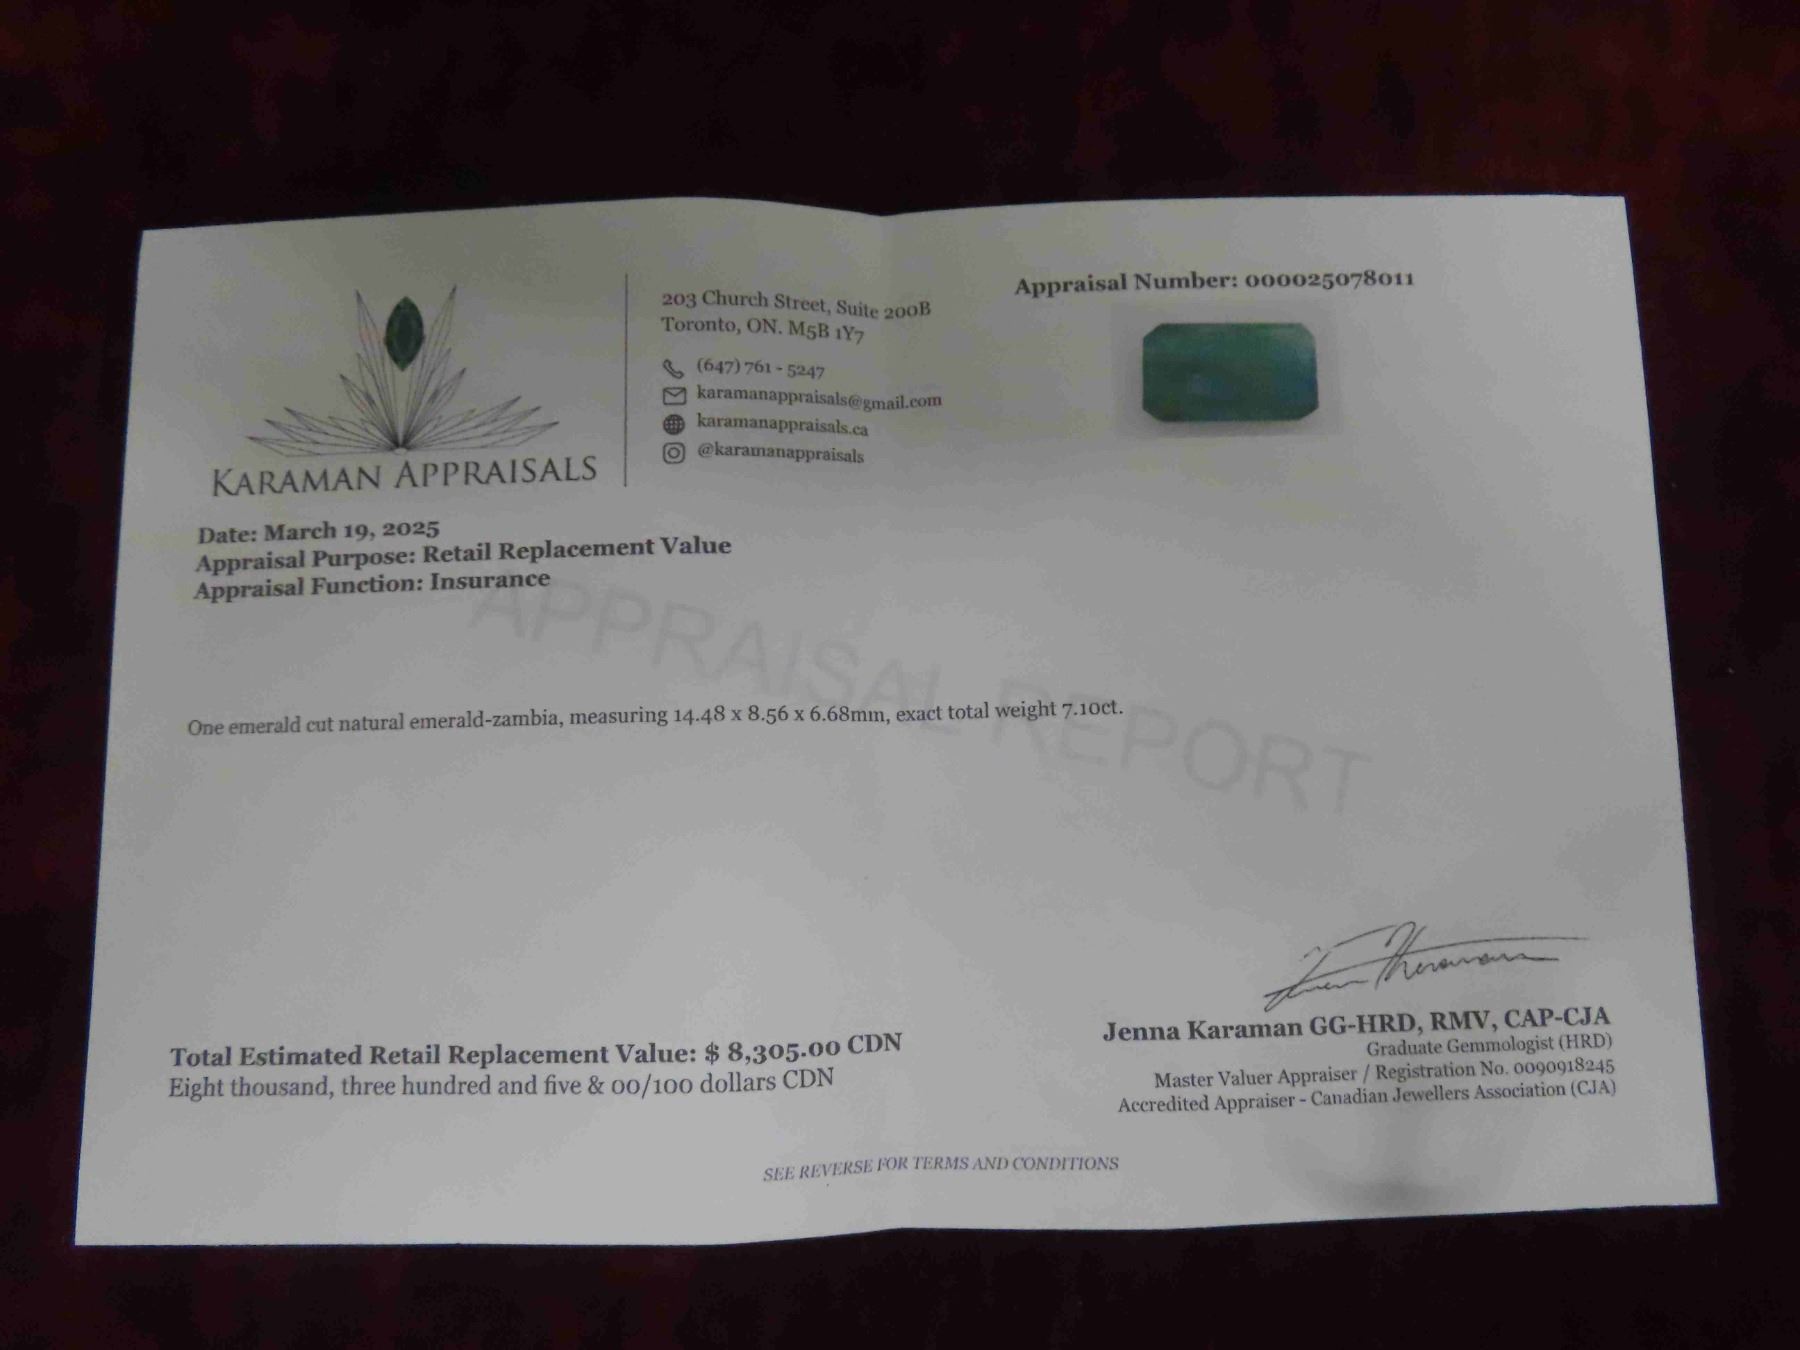 KARAMAN APPRAISALS
203 Church Street, Suite 200B
Toronto, ON. M5B 1Y7
(647) 761 - 5247
karamanappraisals@gmail.com
karamanappraisals.ca
@karamanappraisals
Appraisal Number: 000025078011
Date: March 19, 2025
Appraisal Purpose: Retail Replacement Value
Appraisal Function: Insurance
APPRAISAL REPORT
One emerald cut natural emerald-zambia, measuring 14.48 x 8.56 x 6.68mm, exact total weight 7.10ct.
Total Estimated Retail Replacement Value: $ 8,305.00 CDN
Eight thousand, three hundred and five & 00/100 dollars CDN
Jenna Karaman GG-HRD, RMV, CAP-CJA
Graduate Gemmologist (HRD)
Master Valuer Appraiser / Registration No. 0090918245
Accredited Appraiser - Canadian Jewellers Association (CJA)
SEE REVERSE FOR TERMS AND CONDITIONS